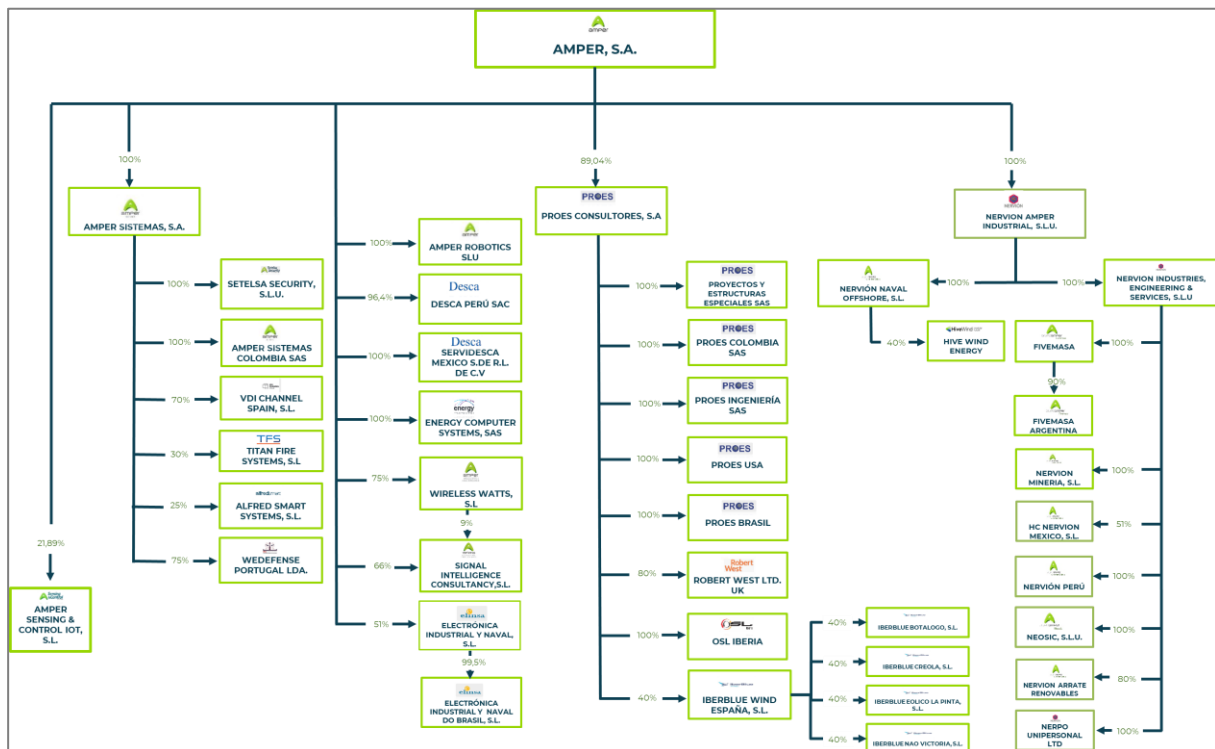 amper
AMPER, S.A.
100%
89,04%
100%
amper
AMPER SISTEMAS, S.A.
100%
SETELSA SECURITY,
S.L.U.
100%
AMPER SISTEMAS
COLOMBIA SAS
70%
VDI CHANNEL
SPAIN, S.L.
30%
TFS
TITAN FIRE
SYSTEMS, S.L
25%
alfredsmart
ALFRED SMART
SYSTEMS, S.L.
75%
WEDEFENSE
PORTUGAL LDA.
21,89%
AMPER
SENSING &
CONTROL IOT,
S.L.
100%
amper
AMPER ROBOTICS
SLU
96,4%
Desca
DESCA PERÚ SAC
100%
Desca
SERVIDESCA
MEXICO S.DE R.L.
DE C.V
100%
energy
ENERGY COMPUTER
SYSTEMS, SAS
75%
amper
WIRELESS WATTS,
S.L
9%
66%
SIGNAL
INTELLIGENCE
CONSULTANCY,S.L.
51%
ELECTRÓNICA
INDUSTRIAL Y NAVAL,
S.L.
99,5%
ELECTRÓNICA
INDUSTRIAL Y NAVAL
DO BRASIL, S.L.
PROES
PROES CONSULTORES, S.A
100%
PROES
PROYECTOS Y
ESTRUCTURAS
ESPECIALES SAS
100%
PROES
PROES COLOMBIA
SAS
100%
PROES
PROES INGENIERÍA
SAS
100%
PROES
PROES USA
100%
PROES
PROES BRASIL
80%
Robert
West
ROBERT WEST LTD.
UK
100%
OSL IBERIA
40%
IBERBLUE WIND
ESPAÑA, S.L.
40%
IBERBLUE BOTALOGO, S.L.
40%
IBERBLUE CREOLA, S.L.
40%
IBERBLUE EOLICO LA PINTA,
S.L.
40%
IBERBLUE NAO VICTORIA, S.L.
NERVION
NERVION AMPER
INDUSTRIAL, S.L.U.
100%
NERVIÓN NAVAL
OFFSHORE, S.L.
40%
HiveWind
HIVE WIND
ENERGY
100%
NERVION INDUSTRIES,
ENGINEERING &
SERVICES, S.L.U
FIVEMASA
100%
90%
FIVEMASA
ARGENTINA
NERVION
MINERIA, S.L.
100%
HC NERVION
MEXICO, S.L.
51%
NERVIÓN PERÚ
100%
NEOSIC, S.L.U.
100%
NERVION ARRATE
RENOVABLES
80%
NERPO
UNIPERSONAL
LTD
100%